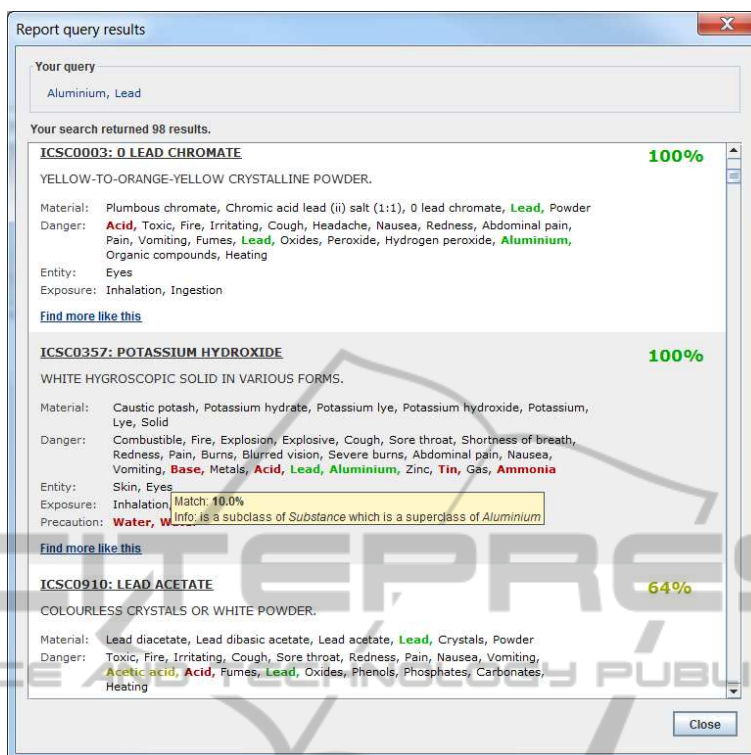 Report query results
X
Your query
Aluminium, Lead
Your search returned 98 results.
ICSC0003: 0 LEAD CHROMATE
100%
YELLOW-TO-ORANGE-YELLOW CRYSTALLINE POWDER.
Material: Plumbous chromate, Chromic acid lead (ii) salt (1:1), 0 lead chromate, Lead, Powder
Danger: Acid, Toxic, Fire, Irritating, Cough, Headache, Nausea, Redness, Abdominal pain,
Pain, Vomiting, Fumes, Lead, Oxides, Peroxide, Hydrogen peroxide, Aluminium,
Organic compounds, Heating
Entity: Eyes
Exposure: Inhalation, Ingestion
Find more like this
ICSC0357: POTASSIUM HYDROXIDE
100%
WHITE HYGROSCOPIC SOLID IN VARIOUS FORMS.
Material: Caustic potash, Potassium hydrate, Potassium lye, Potassium hydroxide, Potassium,
Lye, Solid
Danger: Combustible, Fire, Explosion, Explosive, Cough, Sore throat, Shortness of breath,
Redness, Pain, Burns, Blurred vision, Severe burns, Abdominal pain, Nausea,
Vomiting, Base, Metals, Acid, Lead, Aluminium, Zinc, Tin, Gas, Ammonia
Entity: Skin, Eyes
Exposure: Inhalation,
Match: 10.0%
Info: is a subclass of Substance which is a superclass of Aluminium
Precaution: Water,
Find more like this
ICSC0910: LEAD ACETATE
64%
COLOURLESS CRYSTALS OR WHITE POWDER.
Material: Lead diacetate, Lead dibasic acetate, Lead acetate, Lead, Crystals, Powder
Danger: Toxic, Fire, Irritating, Cough, Sore throat, Redness, Pain, Nausea, Vomiting,
Acetic acid, Acid, Fumes, Lead, Oxides, Phenols, Phosphates, Carbonates,
Heating
Close